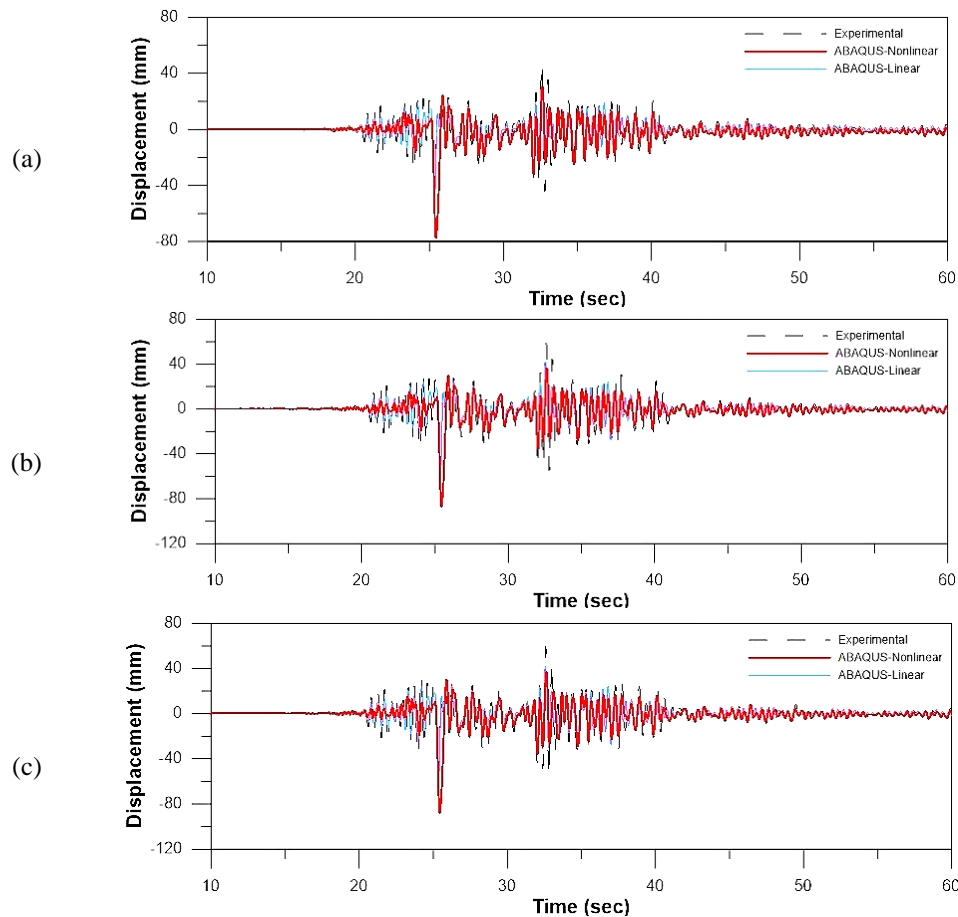 (a)
Displacement (mm)
80
40
0
-40
-80
Experimental
ABAQUS-Nonlinear
ABAQUS-Linear
10 20 30 40 50 60
Time (sec)
(b)
Displacement (mm)
80
40
0
-40
-80
-120
Experimental
ABAQUS-Nonlinear
ABAQUS-Linear
10 20 30 40 50 60
Time (sec)
(c)
Displacement (mm)
80
40
0
-40
-80
-120
Experimental
ABAQUS-Nonlinear
ABAQUS-Linear
10 20 30 40 50 60
Time (sec)